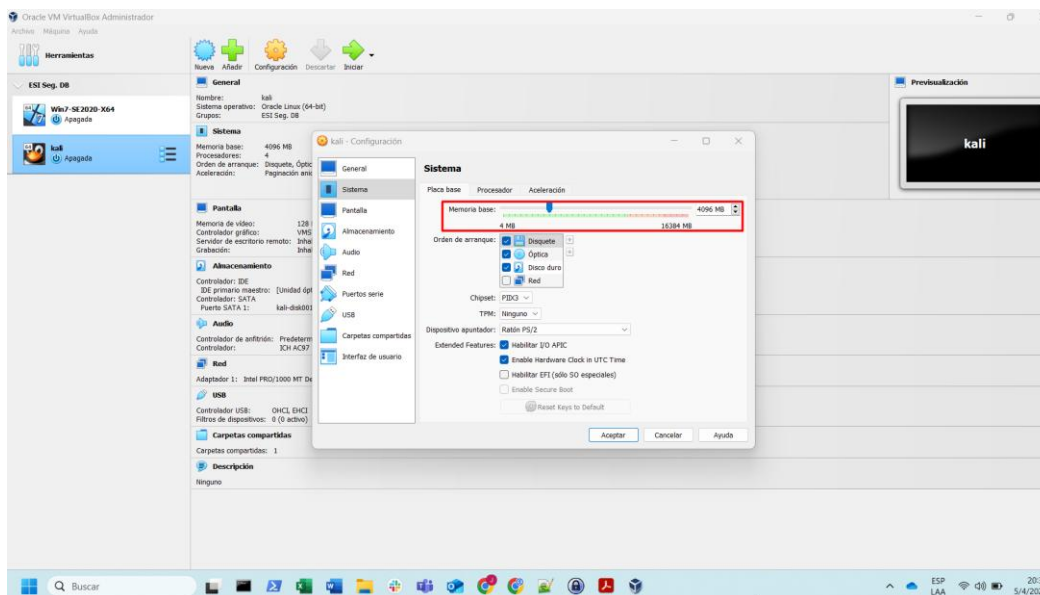 Oracle VM VirtualBox Administrador
Archivo Máquina Ayuda
Herramientas
Nueva Añadir Configuración Descartar Iniciar
ESI Seg. DB
Win7-SE2020-X64
Apagada
kali
Apagada
General
Nombre: kali
Sistema operativo: Oracle Linux (64-bit)
Grupos: ESI Seg. DB
Sistema
Memoria base: 4096 MB
Procesadores: 4
Orden de arranque: Disquete, Óptic
Aceleración: Paginación ani
Pantalla
Memoria de vídeo: 128
Controlador gráfico: VMS
Servidor de escritorio remoto: Inha
Grabación: Inha
Almacenamiento
Controlador: IDE
IDE primario maestro: [Unidad ópt
Controlador: SATA
Puerto SATA 1: kali-disk001
Audio
Controlador de anfitrión: Predeterm
Controlador: ICH AC97
Red
Adaptador 1: Intel PRO/1000 MT De
USB
Controlador USB: OHCI, EHCI
Filtros de dispositivos: 0 (0 activo)
Carpetas compartidas
Carpetas compartidas: 1
Descripción
Ninguno
Previsualización
kali
kali - Configuración
General
Sistema
Pantalla
Almacenamiento
Audio
Red
Puertos serie
USB
Carpetas compartidas
Interfaz de usuario
Sistema
Placa base Procesador Aceleración
Memoria base: 4096 MB
4 MB 16384 MB
Orden de arranque: Disquete
Óptica
Disco duro
Red
Chipset: PIIX3
TPM: Ninguno
Dispositivo apuntador: Ratón PS/2
Extended Features: Habilitar I/O APIC
Enable Hardware Clock in UTC Time
Habilitar EFI (sólo SO especiales)
Enable Secure Boot
Reset Keys to Default
Aceptar Cancelar Ayuda
Buscar
ESP
LAA
20:
5/4/20